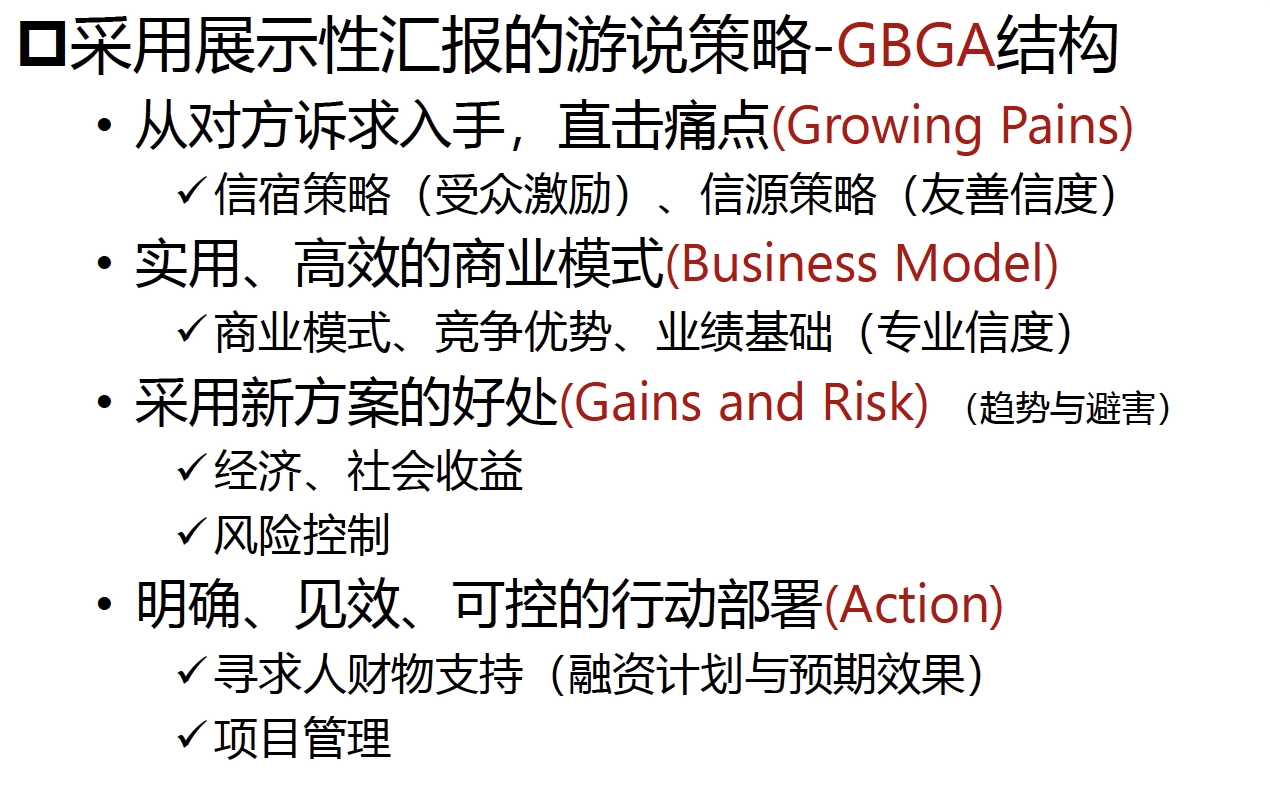 采用展示性汇报的游说策略-GBGA结构
• 从对方诉求入手，直击痛点(Growing Pains)
✓信宿策略（受众激励）、信源策略（友善信度）
• 实用、高效的商业模式(Business Model)
✓商业模式、竞争优势、业绩基础（专业信度）
• 采用新方案的好处(Gains and Risk)（趋势与避害）
✓经济、社会收益
✓风险控制
• 明确、见效、可控的行动部署(Action)
✓寻求人财物支持（融资计划与预期效果）
✓项目管理